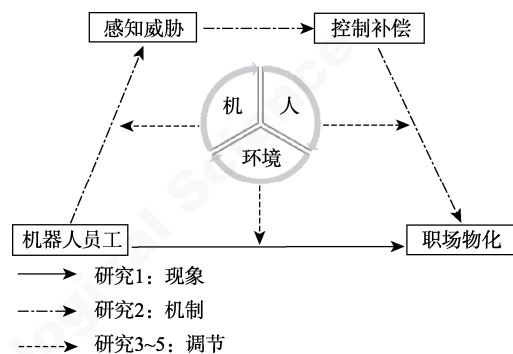 感知威胁
控制补偿
机
人
环境
机器人员工
职场物化
研究1：现象
研究2：机制
研究3~5：调节